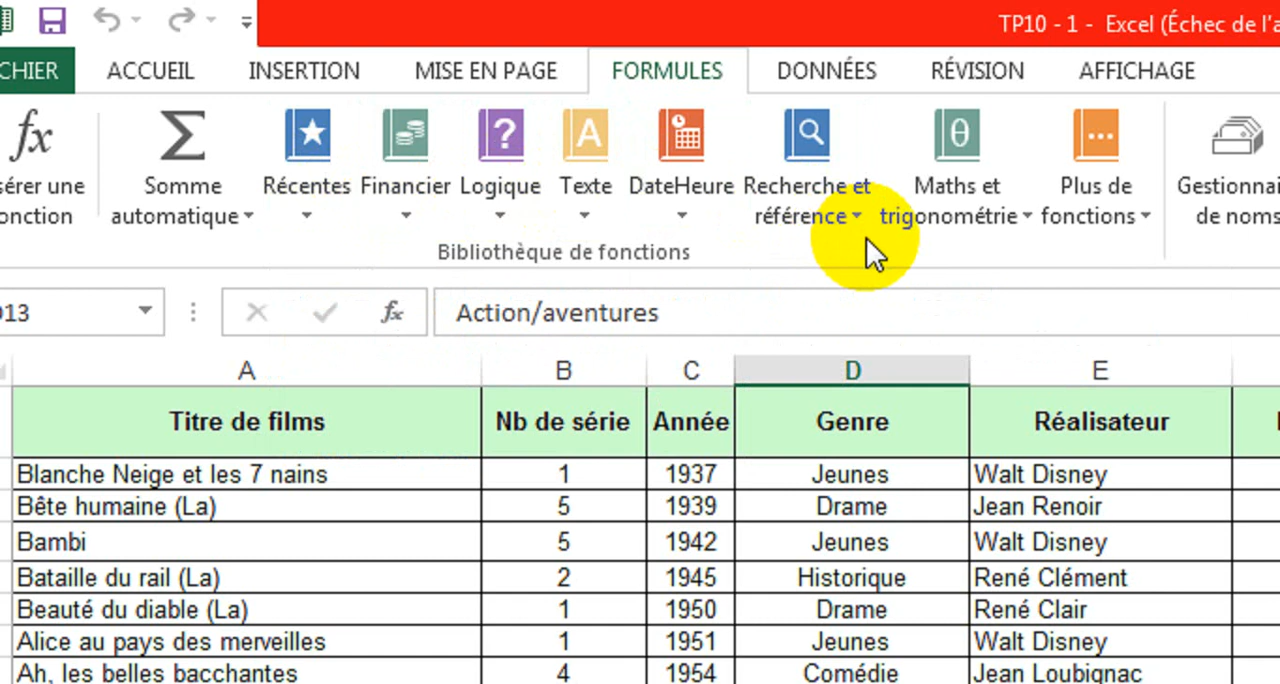 TP10 - 1 - Excel (Échec de l'a
CHIER ACCUEIL INSERTION MISE EN PAGE FORMULES DONNÉES RÉVISION AFFICHAGE
fx Σ ? A θ
sérer une Somme Récentes Financier Logique Texte DateHeure Recherche et Maths et Plus de Gestionnai
onction automatique référence trigonométrie fonctions de noms
Bibliothèque de fonctions
13 fx Action/aventures
A B C D E
Titre de films Nb de série Année Genre Réalisateur
Blanche Neige et les 7 nains 1 1937 Jeunes Walt Disney
Bête humaine (La) 5 1939 Drame Jean Renoir
Bambi 5 1942 Jeunes Walt Disney
Bataille du rail (La) 2 1945 Historique René Clément
Beauté du diable (La) 1 1950 Drame René Clair
Alice au pays des merveilles 1 1951 Jeunes Walt Disney
Ah, les belles bacchantes 4 1954 Comédie Jean Loubignac